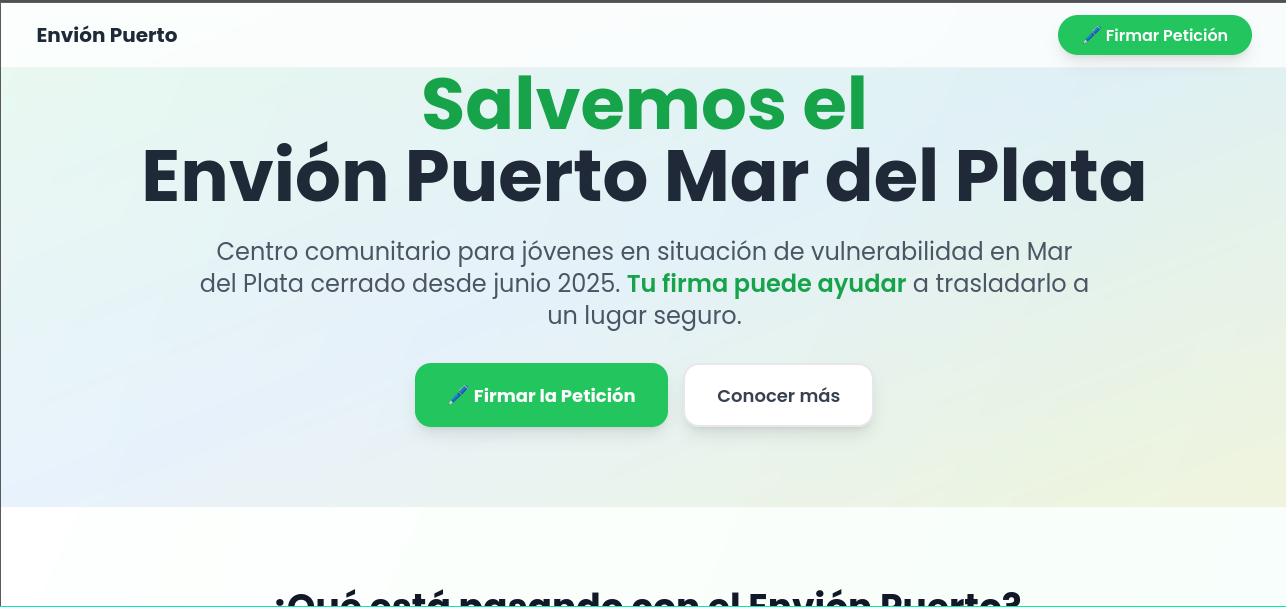 Envión Puerto
Firmar Petición
Salvemos el
Envión Puerto Mar del Plata
Centro comunitario para jóvenes en situación de vulnerabilidad en Mar
del Plata cerrado desde junio 2025. Tu firma puede ayudar a trasladarlo a
un lugar seguro.
Firmar la Petición
Conocer más
¿Qué está pasando con el Envión Puerto?